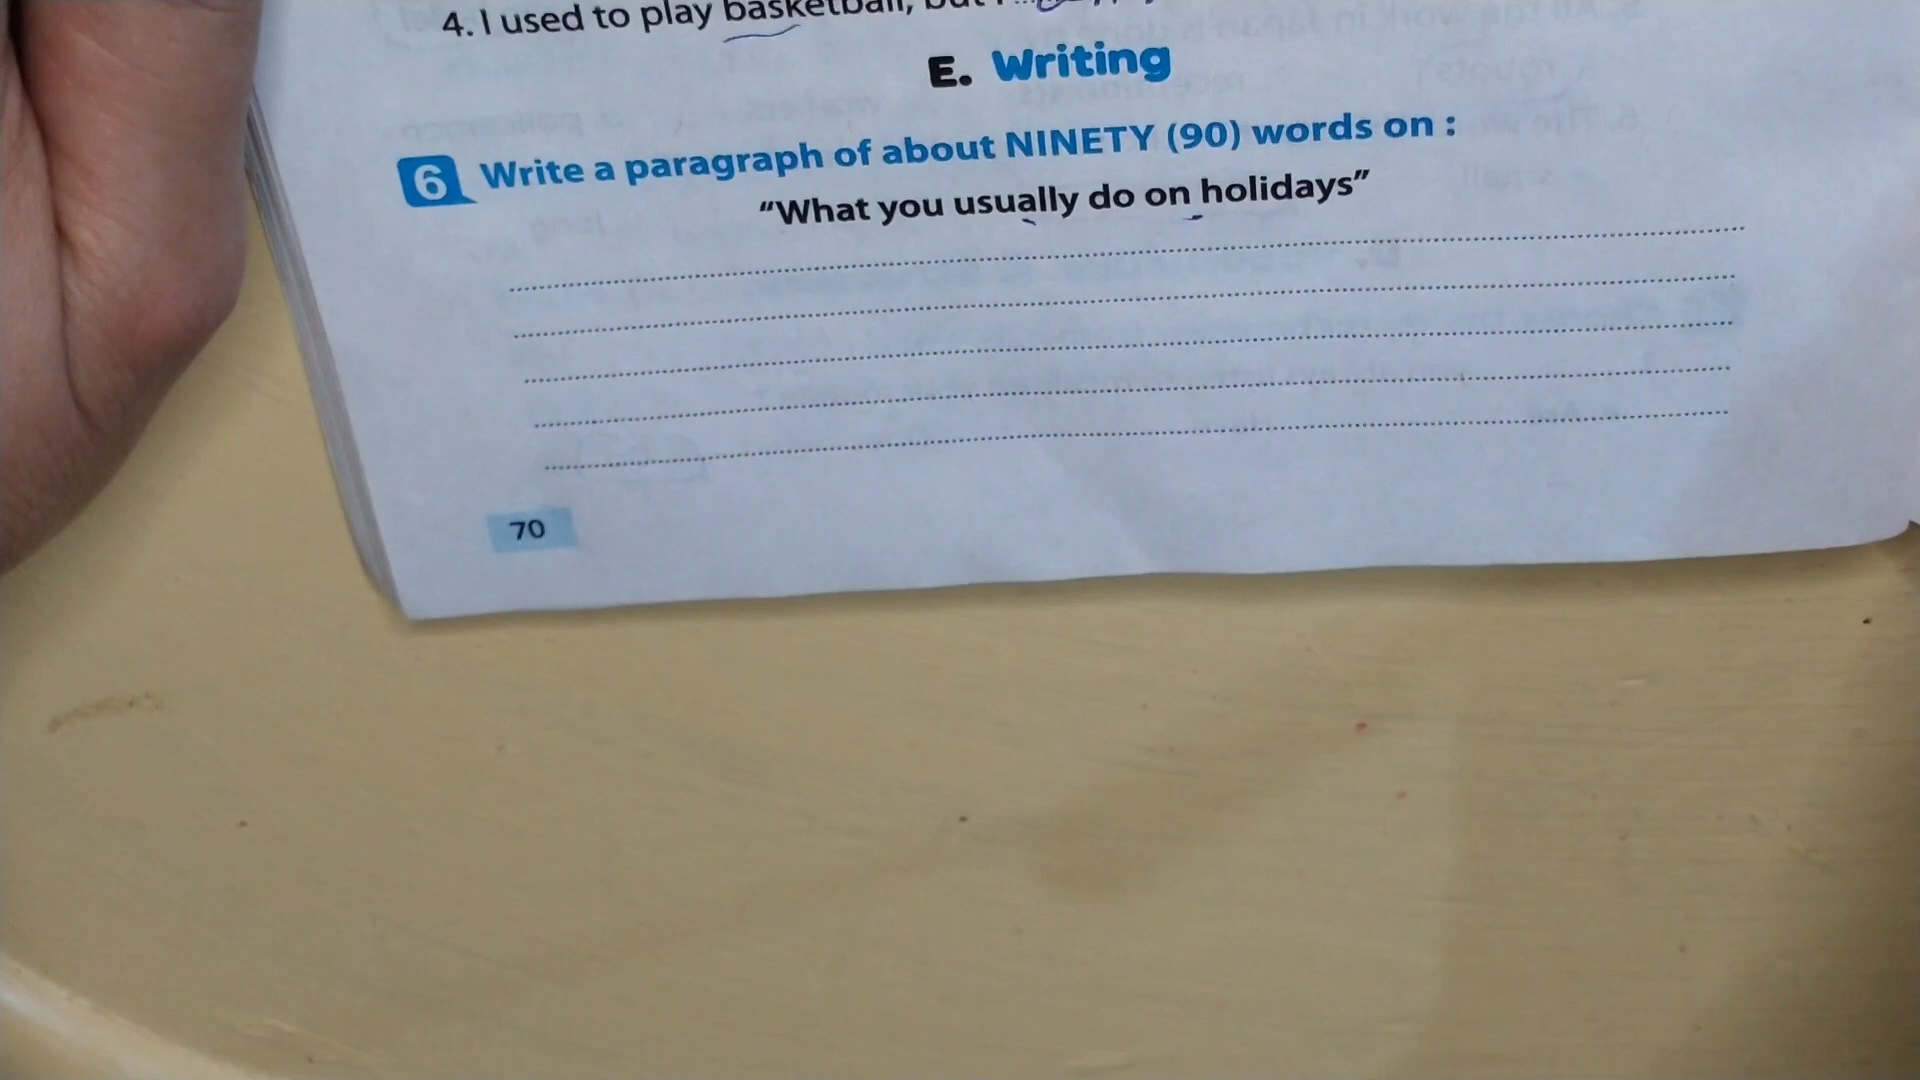 4. I used to play basketball, but I
E. Writing
6 Write a paragraph of about NINETY (90) words on :
“What you usually do on holidays”
70